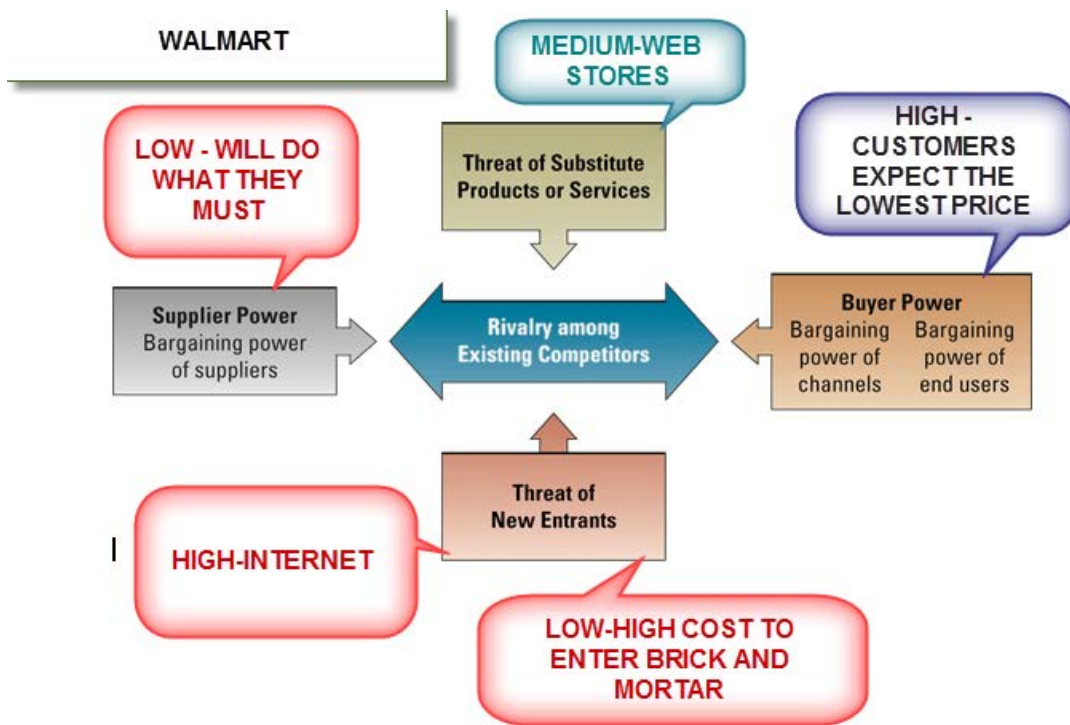 WALMART
MEDIUM-WEB
STORES
LOW - WILL DO
WHAT THEY
MUST
HIGH -
CUSTOMERS
EXPECT THE
LOWEST PRICE
Threat of Substitute
Products or Services
Supplier Power
Bargaining power
of suppliers
Rivalry among
Existing Competitors
Buyer Power
Bargaining
power of
channels
Bargaining
power of
end users
Threat of
New Entrants
HIGH-INTERNET
LOW-HIGH COST TO
ENTER BRICK AND
MORTAR